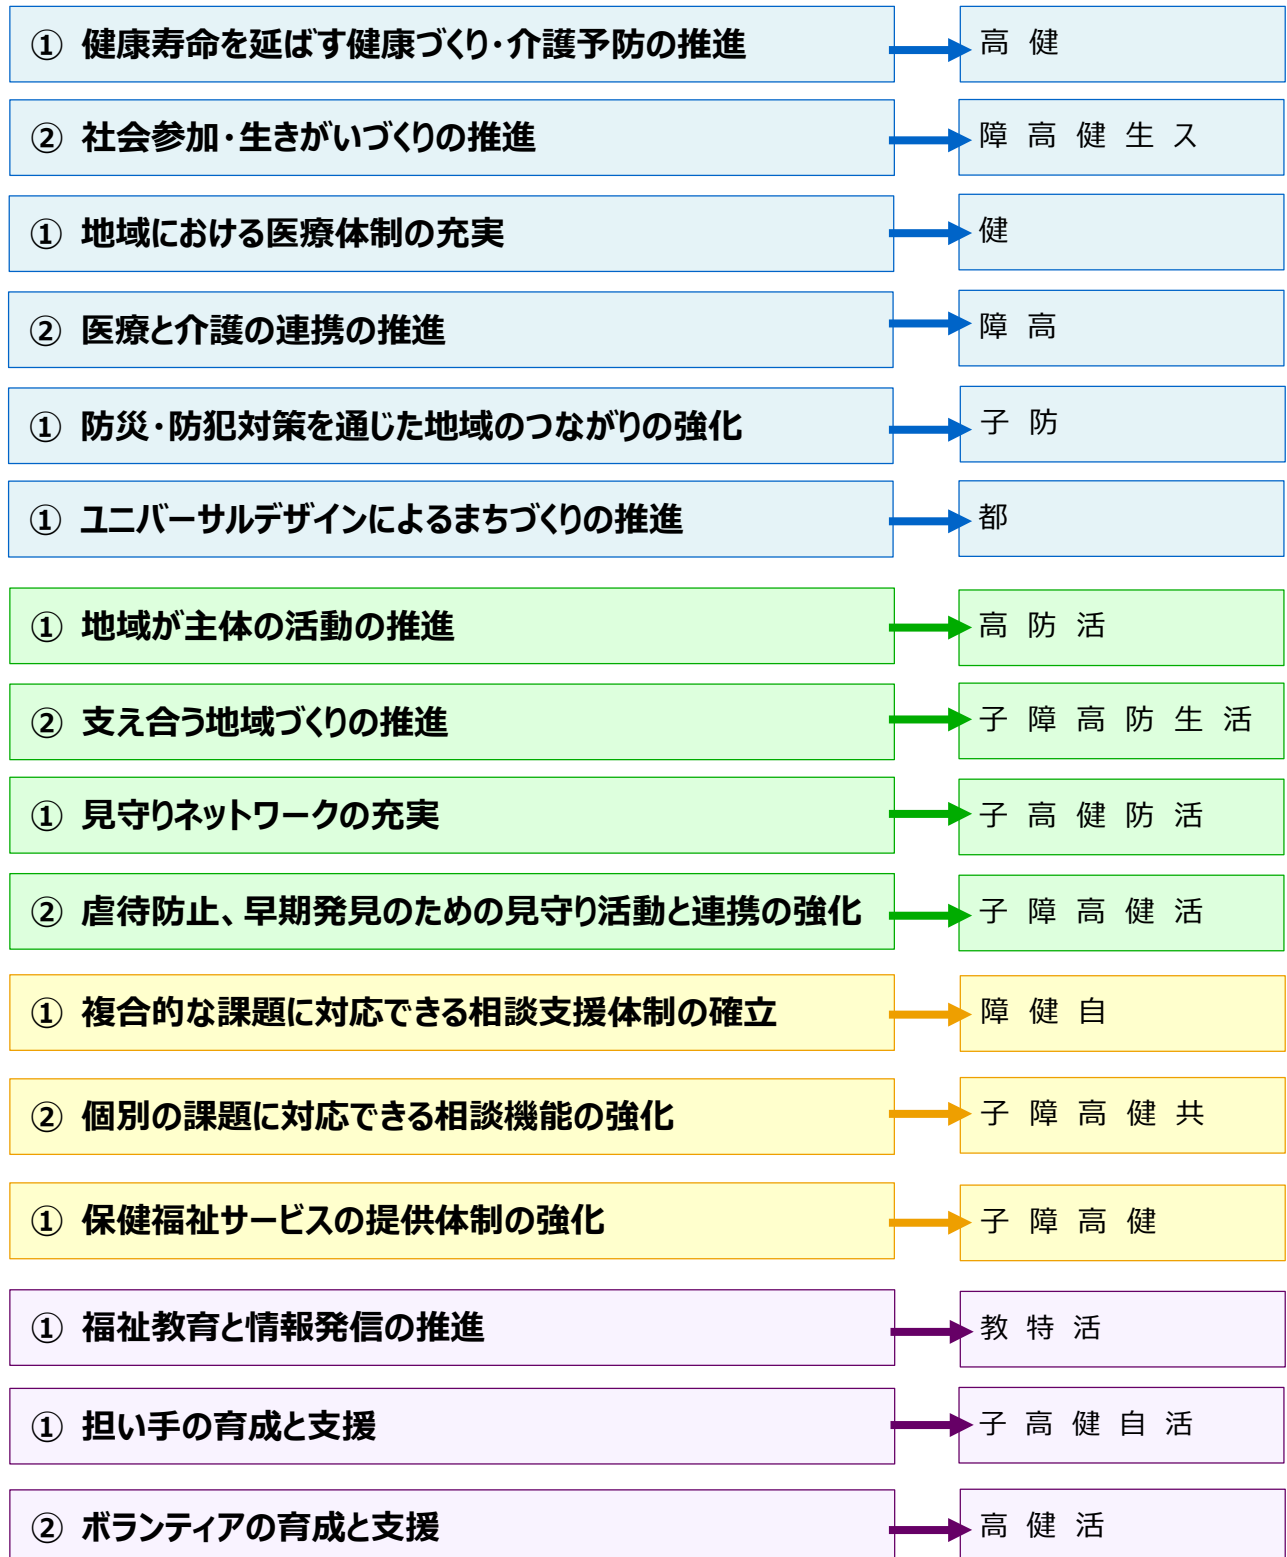 ① 健康寿命を延ばす健康づくり・介護予防の推進 高 健
② 社会参加・生きがいづくりの推進 障 高 健 生 ス
① 地域における医療体制の充実 健
② 医療と介護の連携の推進 障 高
① 防災・防犯対策を通じた地域のつながりの強化 子 防
① ユニバーサルデザインによるまちづくりの推進 都
① 地域が主体の活動の推進 高 防 活
② 支え合う地域づくりの推進 子 障 高 防 生 活
① 見守りネットワークの充実 子 高 健 防 活
② 虐待防止、早期発見のための見守り活動と連携の強化 子 障 高 健 活
① 複合的な課題に対応できる相談支援体制の確立 障 健 自
② 個別の課題に対応できる相談機能の強化 子 障 高 健 共
① 保健福祉サービスの提供体制の強化 子 障 高 健
① 福祉教育と情報発信の推進 教 特 活
① 担い手の育成と支援 子 高 健 自 活
② ボランティアの育成と支援 高 健 活